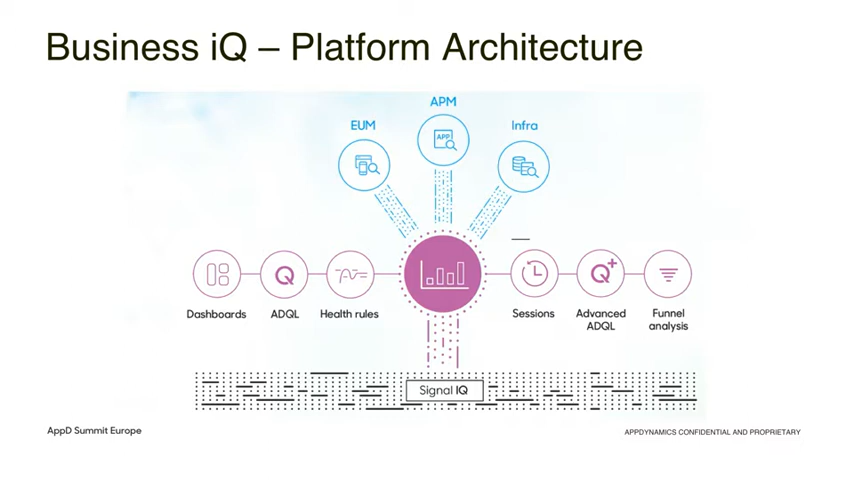 Business iQ – Platform Architecture
APM
EUM
Infra
APP
Dashboards
ADQL
Health rules
Sessions
Advanced
ADQL
Funnel
analysis
Signal IQ
AppD Summit Europe
APPDYNAMICS CONFIDENTIAL AND PROPRIETARY